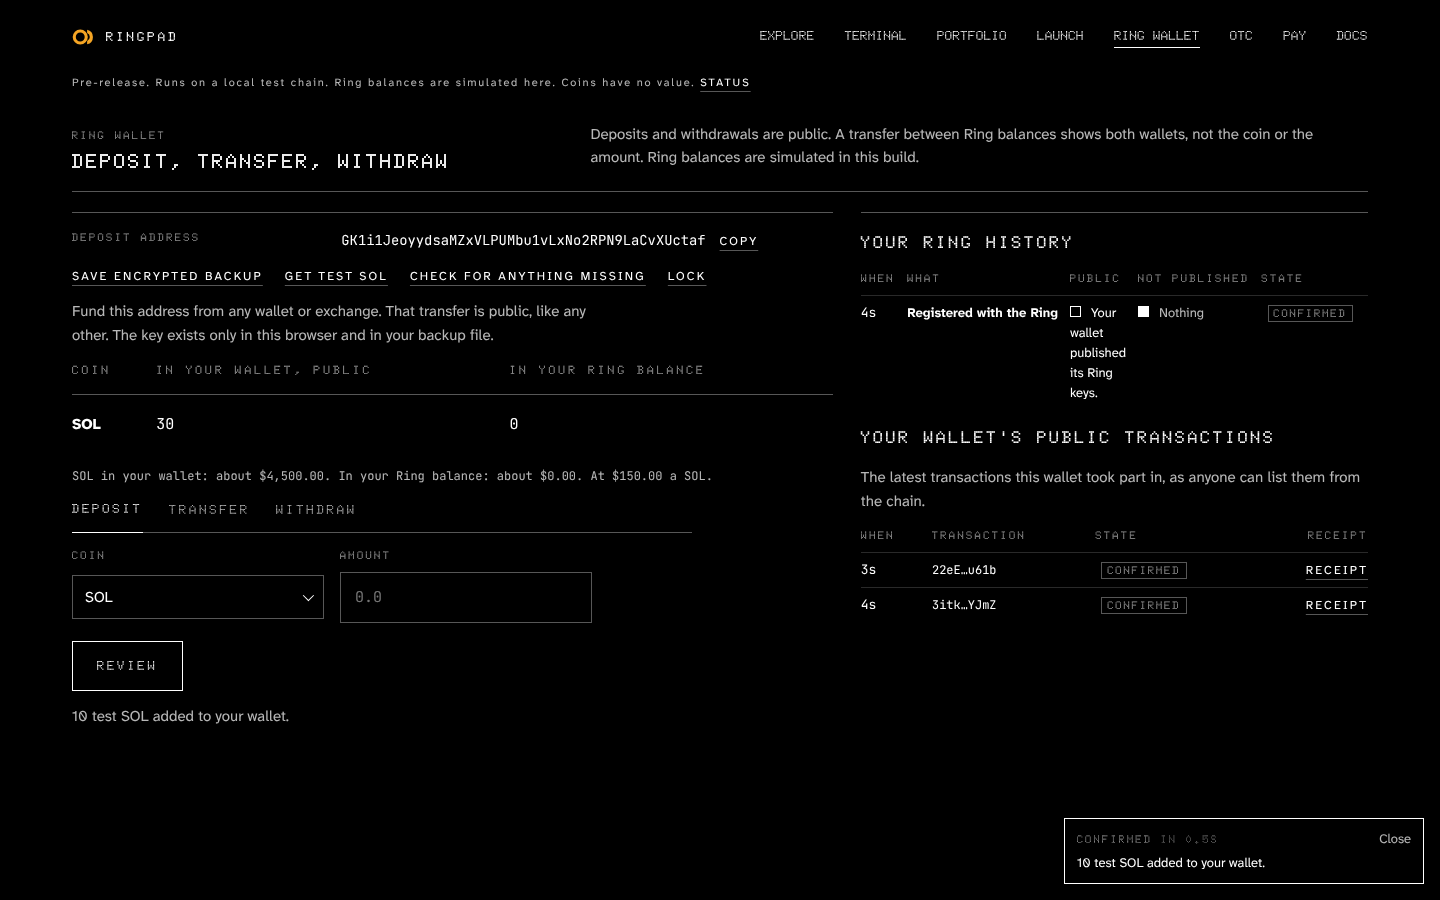 RINGPAD
EXPLORE TERMINAL PORTFOLIO LAUNCH RING WALLET OTC PAY DOCS
Pre-release. Runs on a local test chain. Ring balances are simulated here. Coins have no value. STATUS
RING WALLET
DEPOSIT, TRANSFER, WITHDRAW
Deposits and withdrawals are public. A transfer between Ring balances shows both wallets, not the coin or the
amount. Ring balances are simulated in this build.
DEPOSIT ADDRESS GK1i1JeoyydsaMZxVLPUMbu1vLxNo2RPN9LaCvXUctaf COPY
SAVE ENCRYPTED BACKUP GET TEST SOL CHECK FOR ANYTHING MISSING LOCK
Fund this address from any wallet or exchange. That transfer is public, like any
other. The key exists only in this browser and in your backup file.
COIN IN YOUR WALLET, PUBLIC IN YOUR RING BALANCE
SOL 30 0
SOL in your wallet: about $4,500.00. In your Ring balance: about $0.00. At $150.00 a SOL.
DEPOSIT TRANSFER WITHDRAW
COIN AMOUNT
SOL 0.0
REVIEW
10 test SOL added to your wallet.
YOUR RING HISTORY
WHEN WHAT PUBLIC NOT PUBLISHED STATE
4s Registered with the Ring Your Nothing CONFIRMED
wallet
published
its Ring
keys.
YOUR WALLET'S PUBLIC TRANSACTIONS
The latest transactions this wallet took part in, as anyone can list them from
the chain.
WHEN TRANSACTION STATE RECEIPT
3s 22eE…u61b CONFIRMED RECEIPT
4s 3itk…YJmZ CONFIRMED RECEIPT
CONFIRMED IN 0.5S Close
10 test SOL added to your wallet.